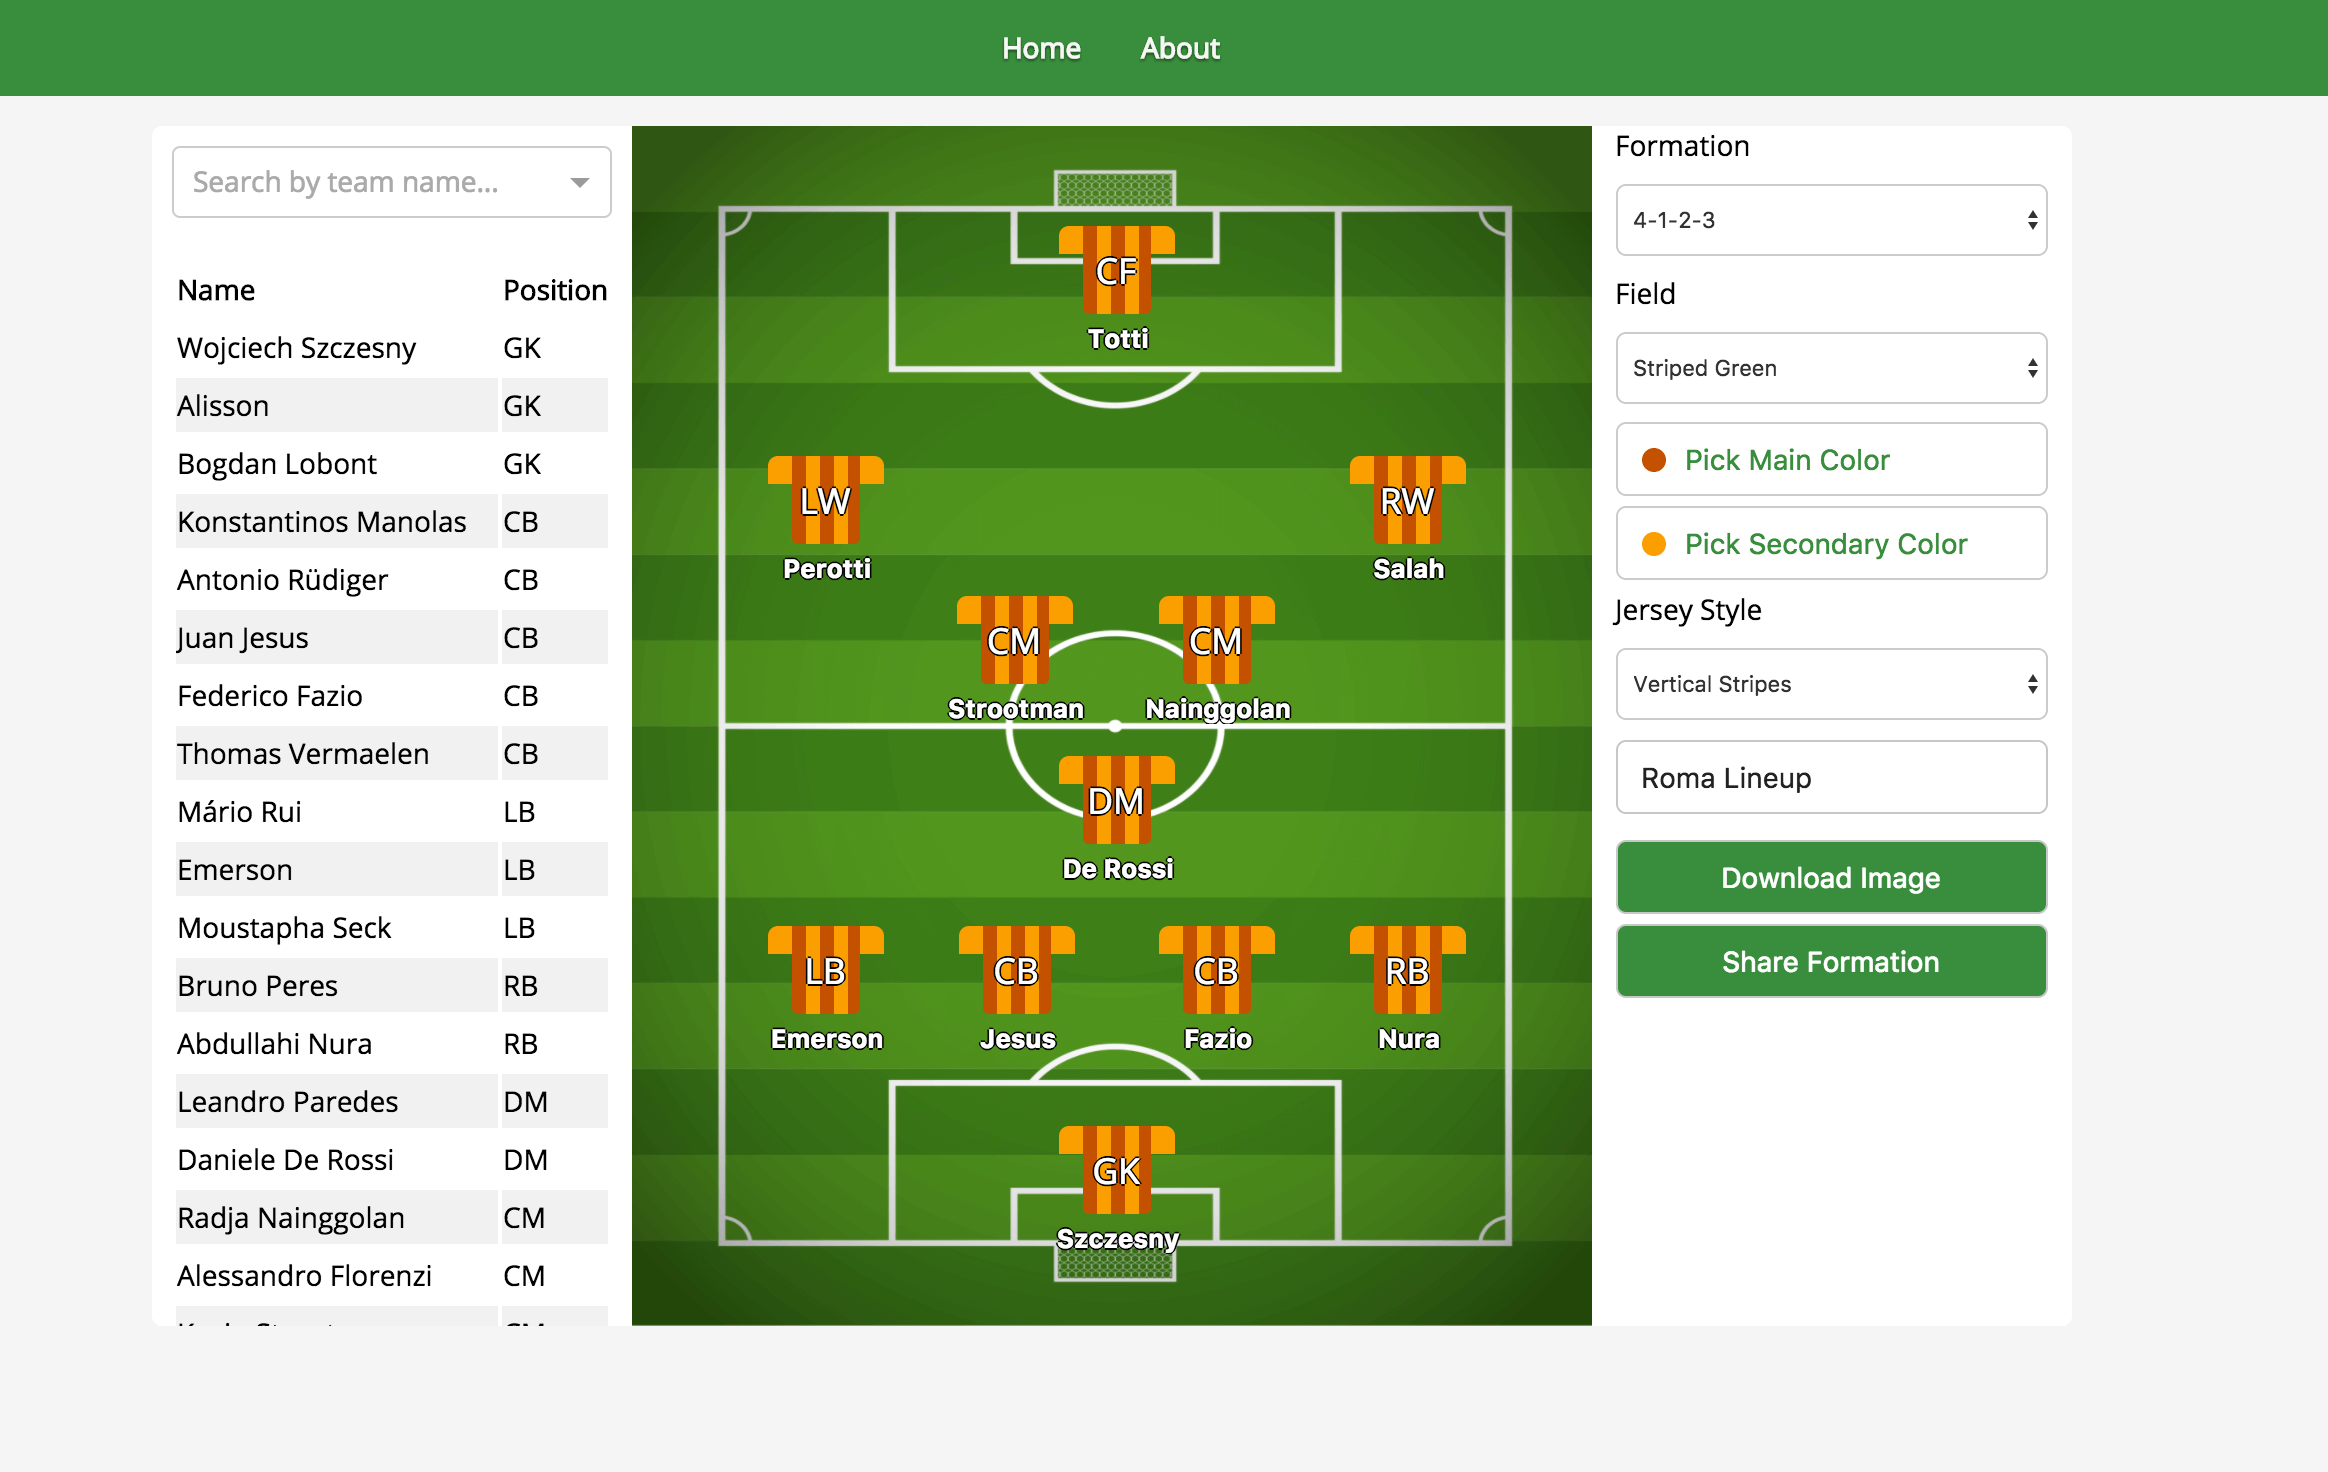 Home About
Search by team name...
Name Position
Wojciech Szczesny GK
Alisson GK
Bogdan Lobont GK
Konstantinos Manolas CB
Antonio Rüdiger CB
Juan Jesus CB
Federico Fazio CB
Thomas Vermaelen CB
Mário Rui LB
Emerson LB
Moustapha Seck LB
Bruno Peres RB
Abdullahi Nura RB
Leandro Paredes DM
Daniele De Rossi DM
Radja Nainggolan CM
Alessandro Florenzi CM
CF
Totti
LW RW
Perotti Salah
CM CM
Strootman Nainggolan
DM
De Rossi
LB CB CB RB
Emerson Jesus Fazio Nura
GK
Szczesny
Formation
4-1-2-3
Field
Striped Green
Pick Main Color
Pick Secondary Color
Jersey Style
Vertical Stripes
Roma Lineup
Download Image
Share Formation